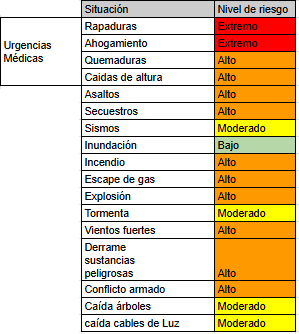 Situación Nivel de riesgo
Urgencias
Médicas
Rapaduras Extremo
Ahogamiento Extremo
Quemaduras Alto
Caidas de altura Alto
Asaltos Alto
Secuestros Alto
Sismos Moderado
Inundación Bajo
Incendio Alto
Escape de gas Alto
Explosión Alto
Tormenta Moderado
Vientos fuertes Alto
Derrame
sustancias
peligrosas Alto
Conflicto armado Alto
Caída árboles Moderado
caída cables de Luz Moderado